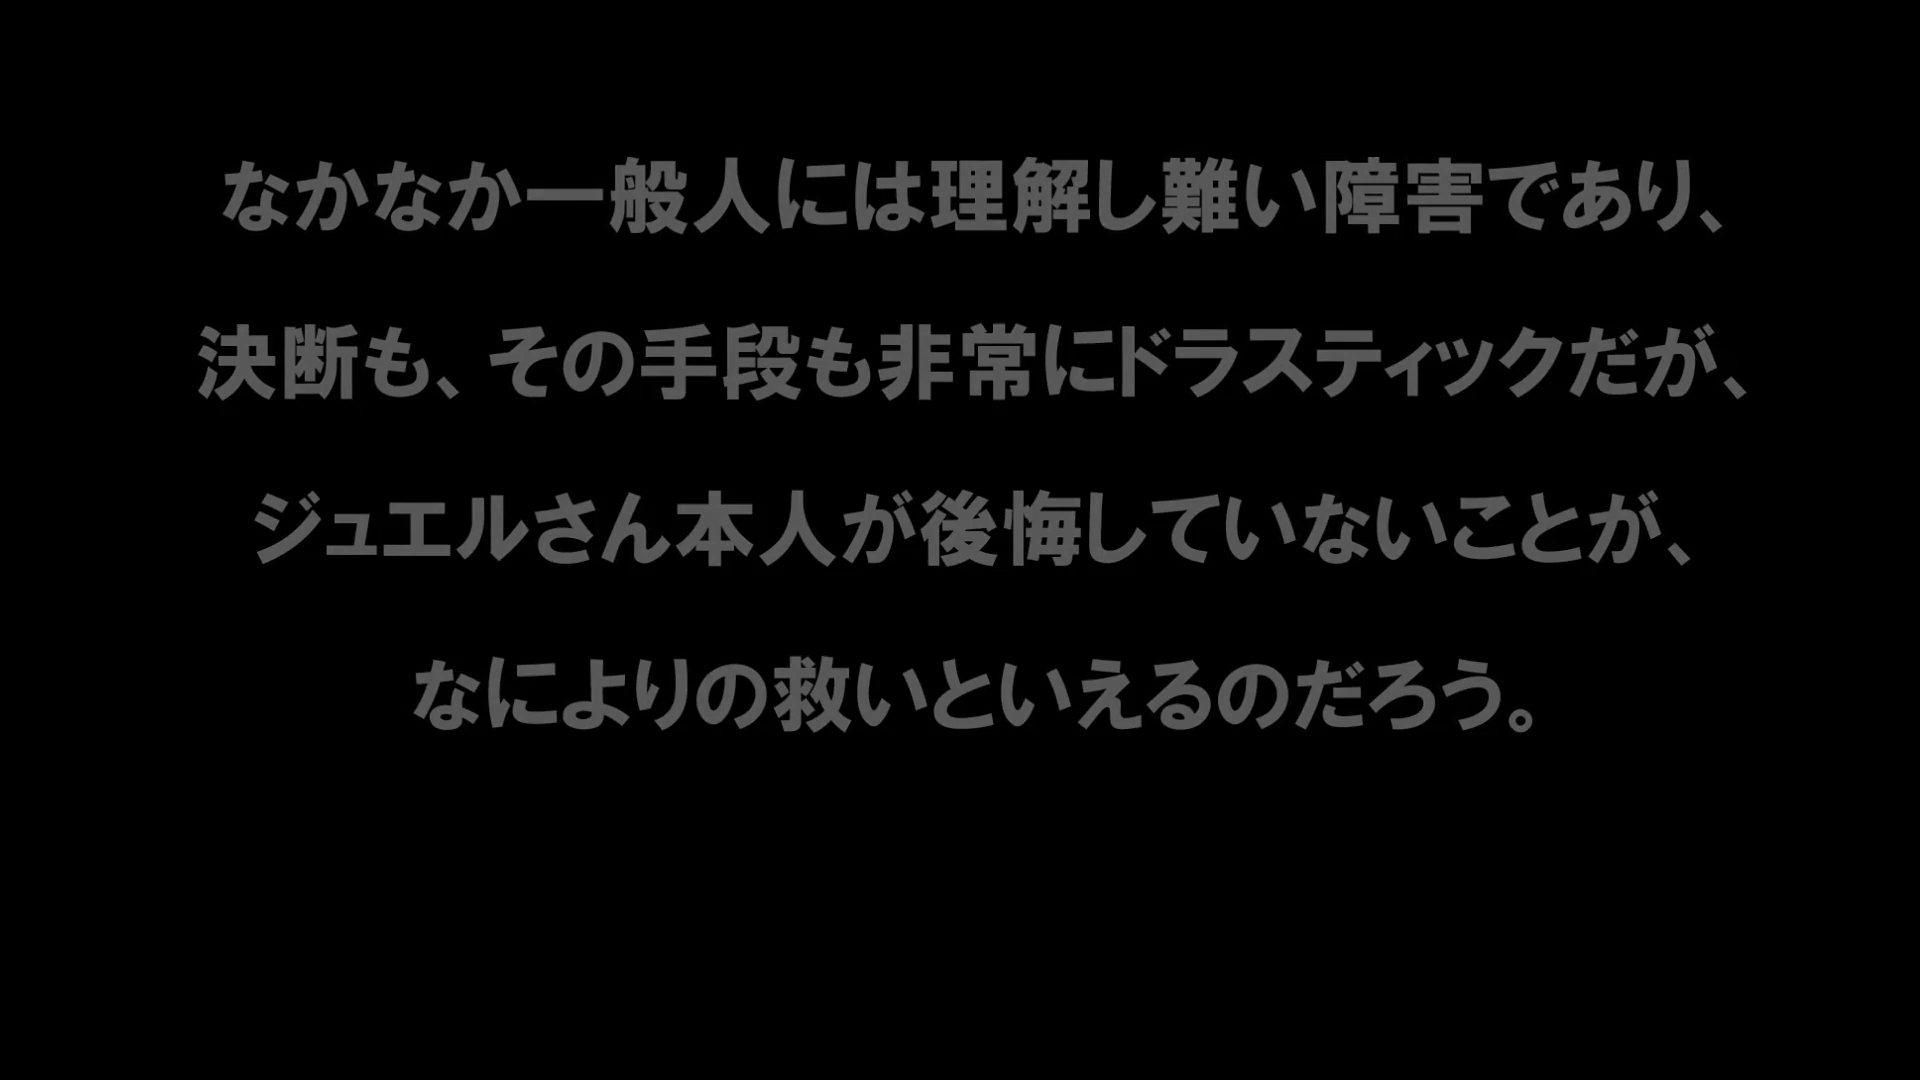 なかなか一般人には理解し難い障害であり、
決断も、その手段も非常にドラスティックだが、
ジュエルさん本人が後悔していないことが、
なによりの救いといえるのだろう。